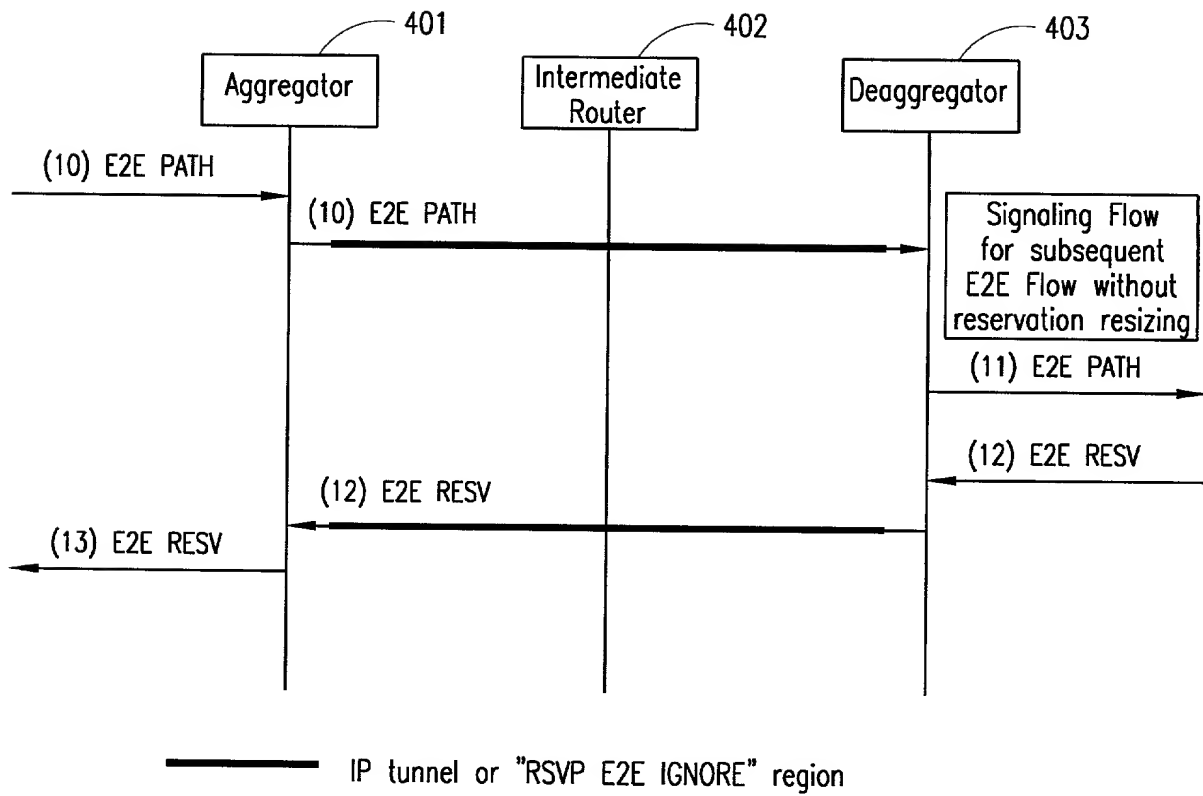 401
402
403
Aggregator
Intermediate
Router
Deaggregator
(10) E2E PATH
(10) E2E PATH
Signaling Flow
for subsequent
E2E Flow without
reservation resizing
(11) E2E PATH
(12) E2E RESV
(12) E2E RESV
(13) E2E RESV
IP tunnel or "RSVP E2E IGNORE" region